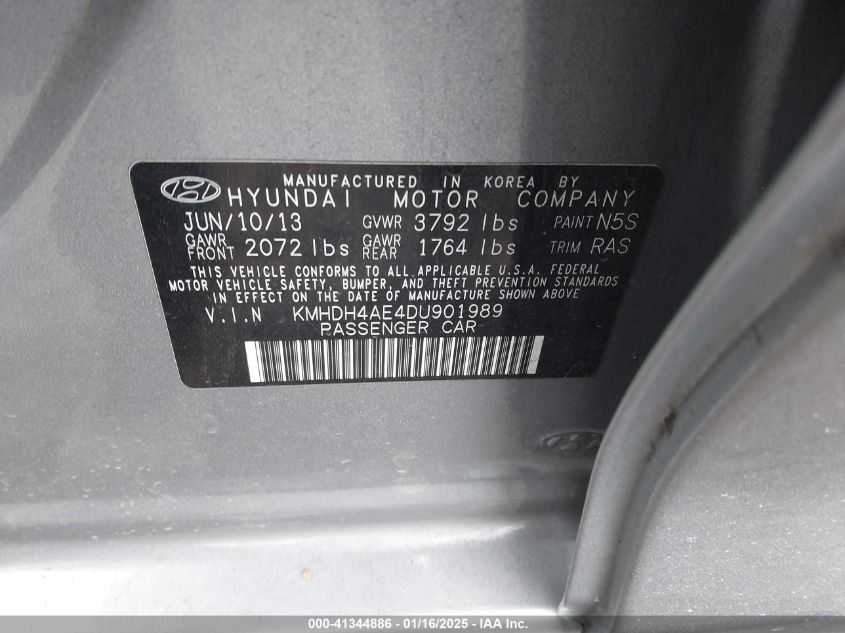 MANUFACTURED IN KOREA BY
HYUNDAI MOTOR COMPANY
JUN/10/13 GVWR 3792 lbs PAINT N5S
GAWR FRONT 2072 lbs GAWR REAR 1764 lbs TRIM RAS
THIS VEHICLE CONFORMS TO ALL APPLICABLE U.S.A. FEDERAL
MOTOR VEHICLE SAFETY, BUMPER, AND THEFT PREVENTION STANDARDS
IN EFFECT ON THE DATE OF MANUFACTURE SHOWN ABOVE
V.I.N KMHDH4AE4DU901989
PASSENGER CAR
000-41344886 - 01/16/2025 - IAA Inc.